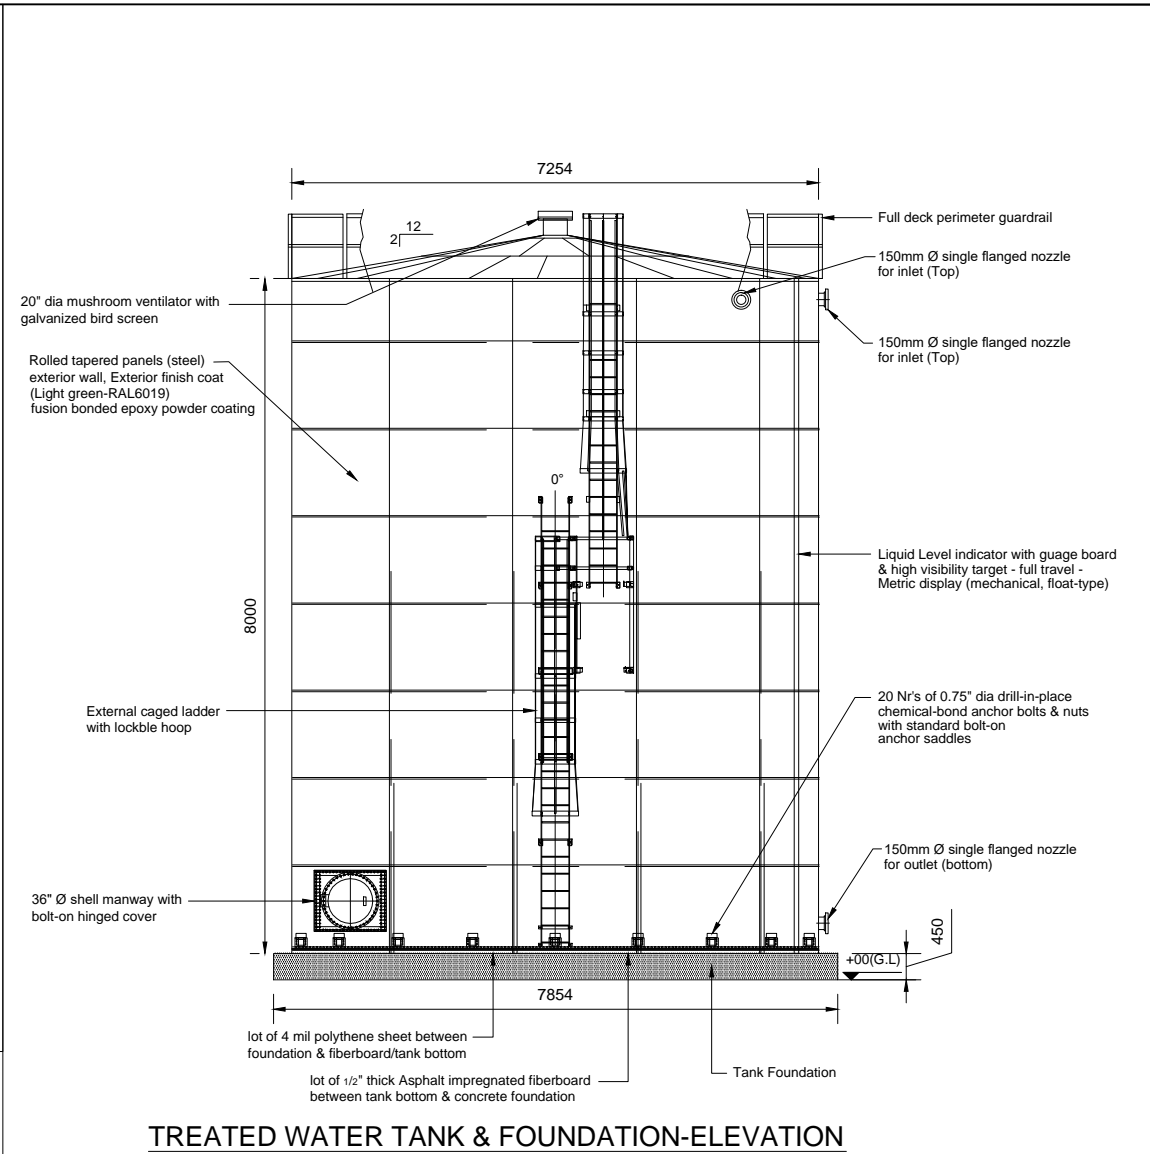 7254
12
2
Full deck perimeter guardrail
150mm Ø single flanged nozzle
for inlet (Top)
20" dia mushroom ventilator with
galvanized bird screen
150mm Ø single flanged nozzle
for inlet (Top)
Rolled tapered panels (steel)
exterior wall, Exterior finish coat
(Light green-RAL6019)
fusion bonded epoxy powder coating
0°
Liquid Level indicator with guage board
& high visibility target - full travel -
Metric display (mechanical, float-type)
8000
20 Nr's of 0.75" dia drill-in-place
chemical-bond anchor bolts & nuts
with standard bolt-on
anchor saddles
External caged ladder
with lockble hoop
150mm Ø single flanged nozzle
for outlet (bottom)
36" Ø shell manway with
bolt-on hinged cover
450
+00(G.L)
7854
lot of 4 mil polythene sheet between
foundation & fiberboard/tank bottom
Tank Foundation
lot of 1/2" thick Asphalt impregnated fiberboard
between tank bottom & concrete foundation
TREATED WATER TANK & FOUNDATION-ELEVATION